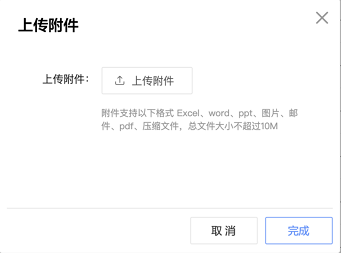 上传附件
上传附件：
上传附件
附件支持以下格式 Excel、word、ppt、图片、邮
件、pdf、压缩文件，总文件大小不超过10M
取 消
完成